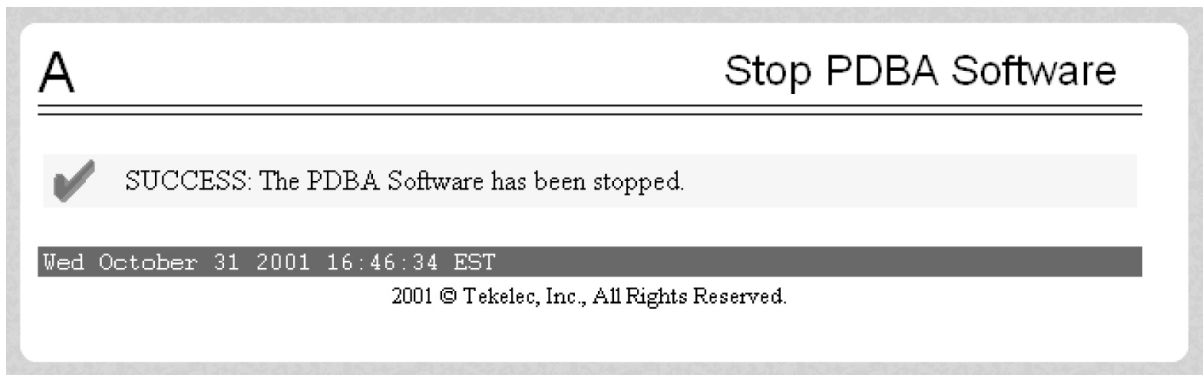 A Stop PDBA Software
SUCCESS: The PDBA Software has been stopped.
Wed October 31 2001 16:46:34 EST
2001 © Tekelec, Inc., All Rights Reserved.